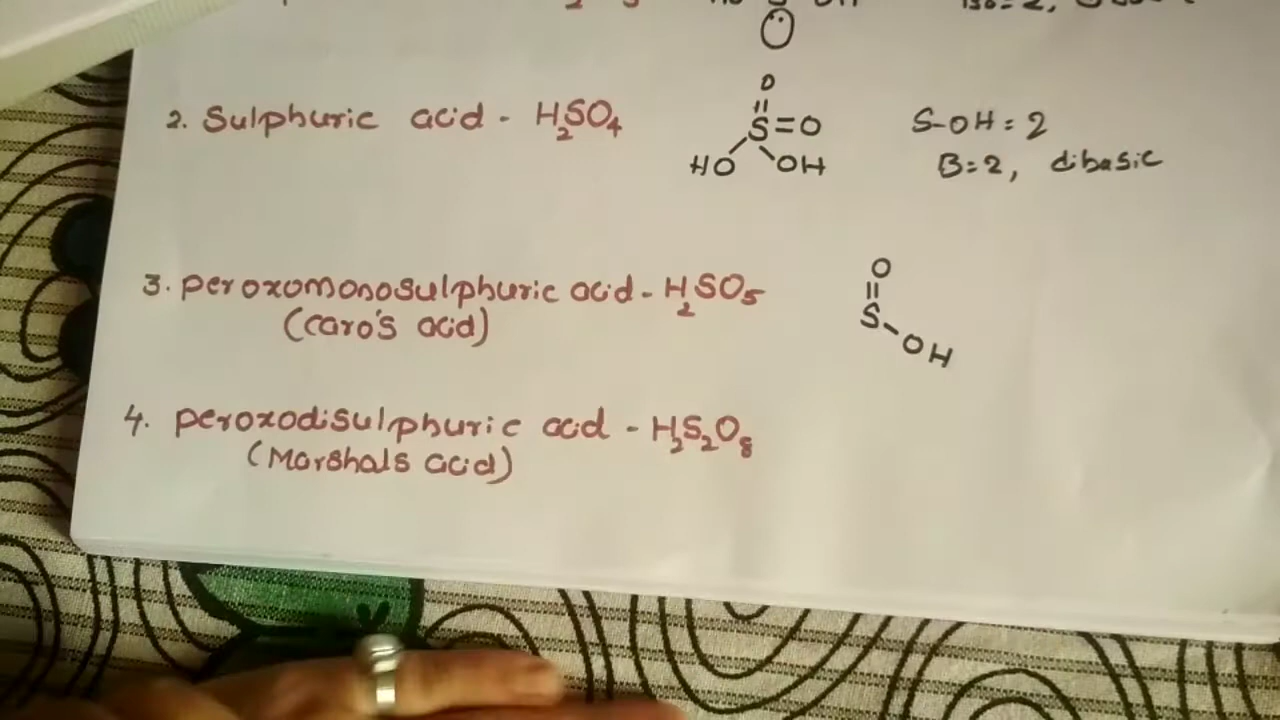 2. Sulphuric acid - H₂SO₄
O
S=O
HO OH
S-OH = 2
B=2, dibasic
3. peroxomonosulphuric acid - H₂SO₅
(caro's acid)
O
S
OH
4. peroxodisulphuric acid - H₂S₂O₈
(Marshals acid)